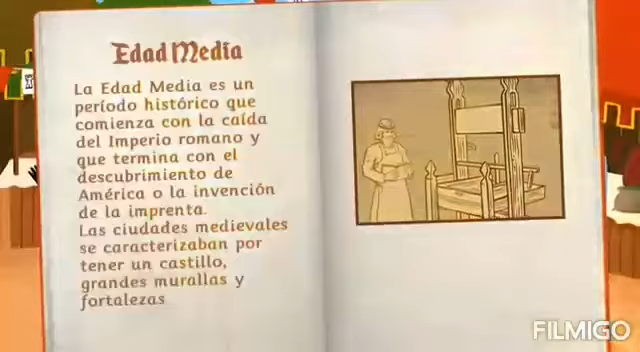 Edad Media
La Edad Media es un
período histórico que
comienza con la caída
del Imperio romano y
que termina con el
descubrimiento de
América o la invención
de la imprenta.
Las ciudades medievales
se caracterizaban por
tener un castillo,
grandes murallas y
fortalezas
FILMIGO